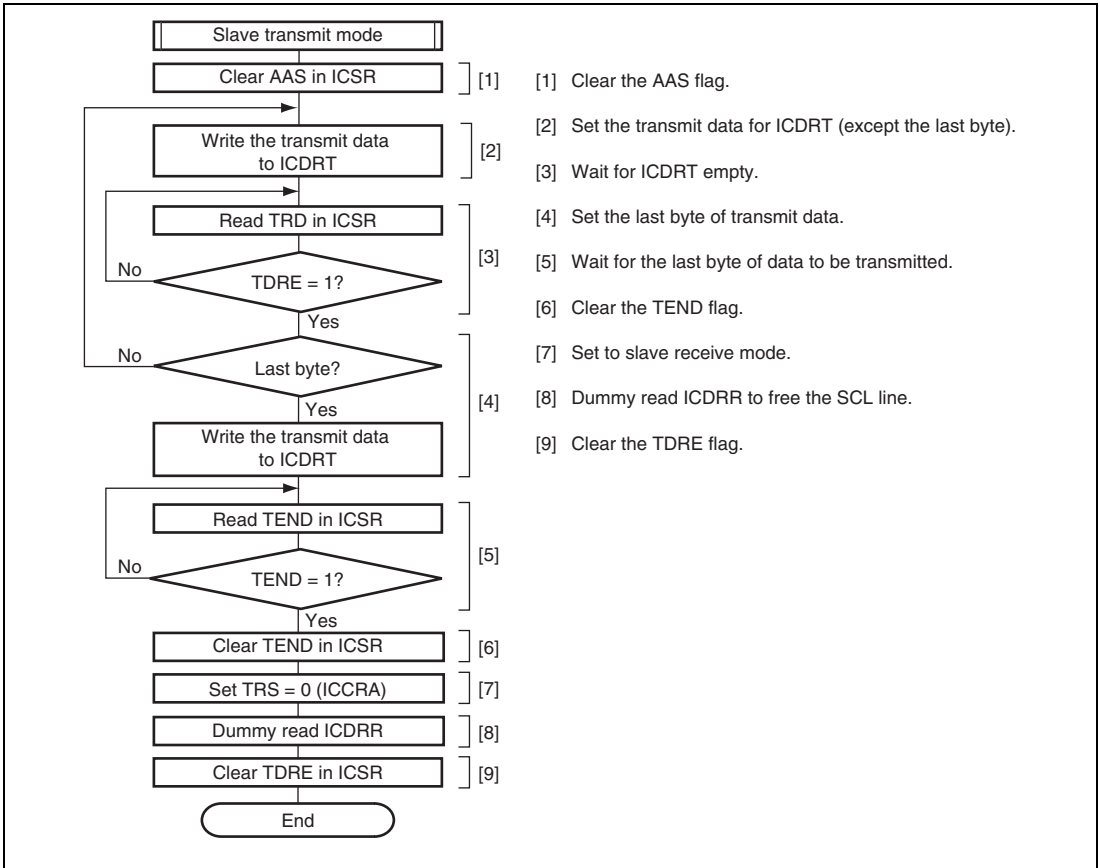 Slave transmit mode
Clear AAS in ICSR
[1]
Write the transmit data
to ICDRT
[2]
Read TRD in ICSR
[3]
No
TDRE = 1?
Yes
No
Last byte?
[4]
Yes
Write the transmit data
to ICDRT
Read TEND in ICSR
[5]
No
TEND = 1?
Yes
Clear TEND in ICSR
[6]
Set TRS = 0 (ICCRA)
[7]
Dummy read ICDRR
[8]
Clear TDRE in ICSR
[9]
End
[1] Clear the AAS flag.
[2] Set the transmit data for ICDRT (except the last byte).
[3] Wait for ICDRT empty.
[4] Set the last byte of transmit data.
[5] Wait for the last byte of data to be transmitted.
[6] Clear the TEND flag.
[7] Set to slave receive mode.
[8] Dummy read ICDRR to free the SCL line.
[9] Clear the TDRE flag.